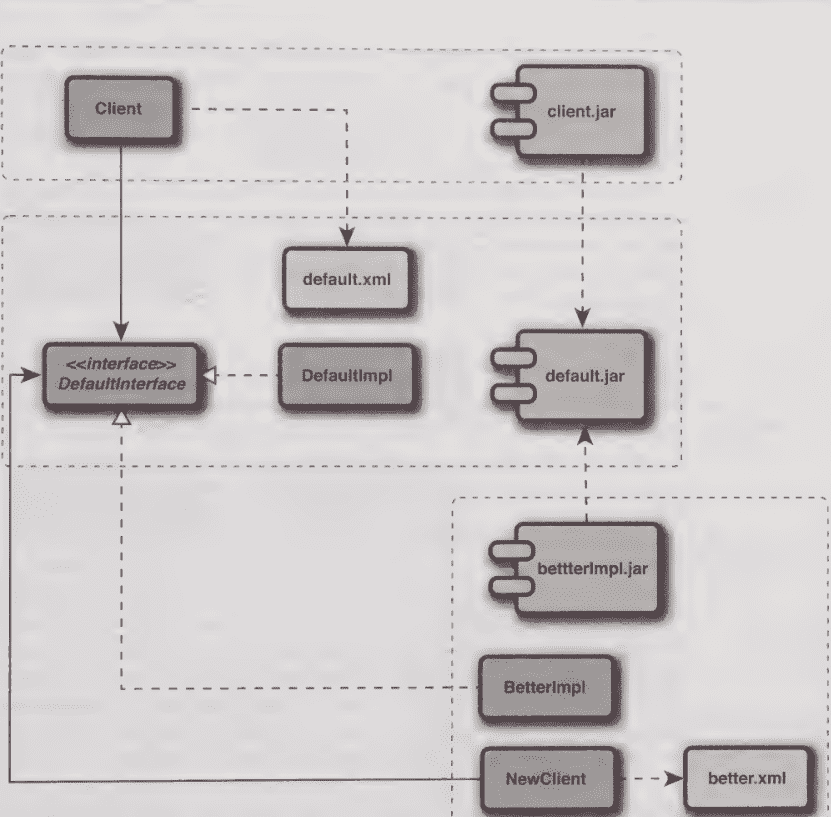 Client
client.jar
default.xml
<<interface>>
DefaultInterface
DefaultImpl
default.jar
bettterImpl.jar
BetterImpl
NewClient
better.xml